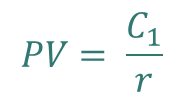 PV = C₁/r